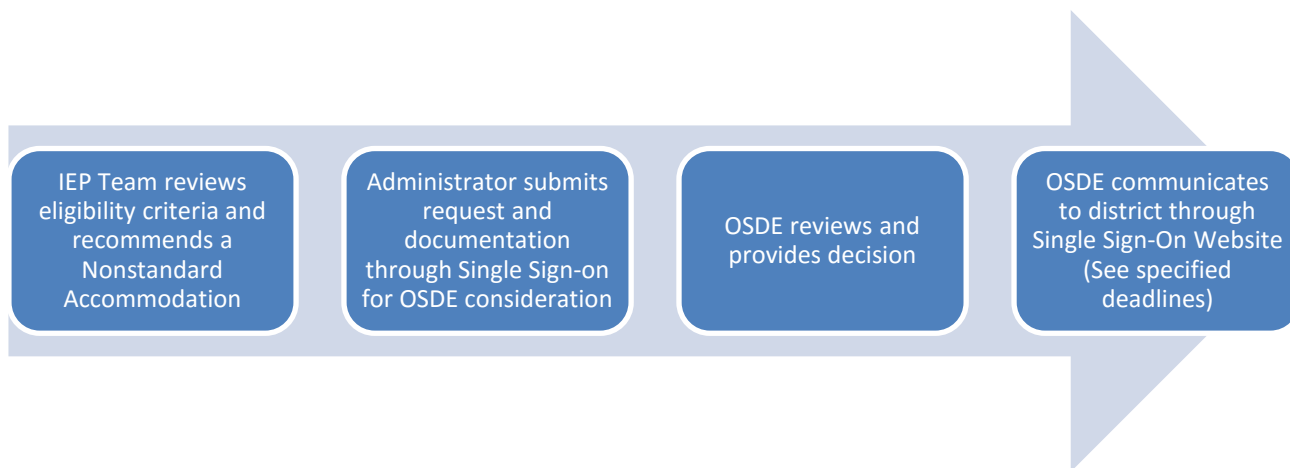 IEP Team reviews
eligibility criteria and
recommends a
Nonstandard
Accommodation
Administrator submits
request and
documentation
through Single Sign-on
for OSDE consideration
OSDE reviews and
provides decision
OSDE communicates
to district through
Single Sign-On Website
(See specified
deadlines)